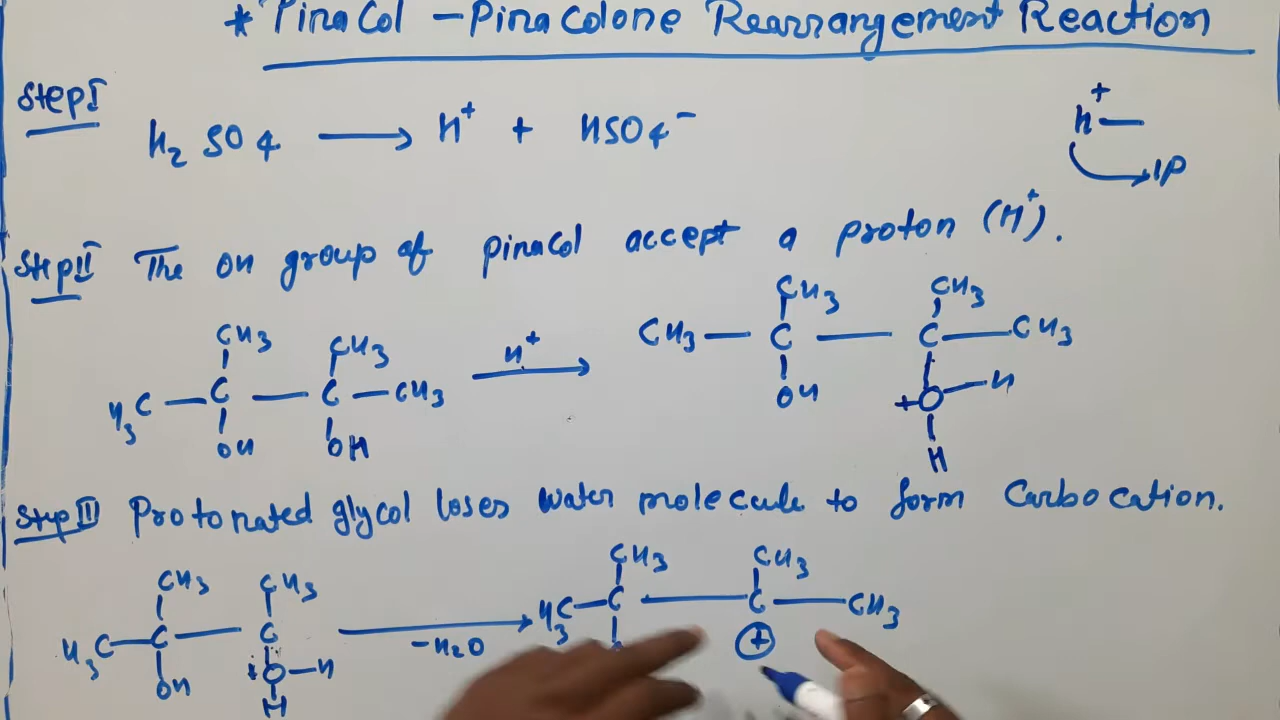 * Pinacol - Pinacolone Rearrangement Reaction
Step I
H2 SO4 → H+ + HSO4-
H+
lP
Step II The OH group of pinacol accept a proton (H+).
CH3 CH3
H3C — C — C — CH3
OH OH
H+ →
CH3 CH3
CH3 — C — C — CH3
OH +O — H
H
Step III Protonated glycol loses water molecule to form Carbocation.
CH3 CH3
H3C — C — C
OH +O — H
H
-H2O →
CH3 CH3
H3C — C — C — CH3
+